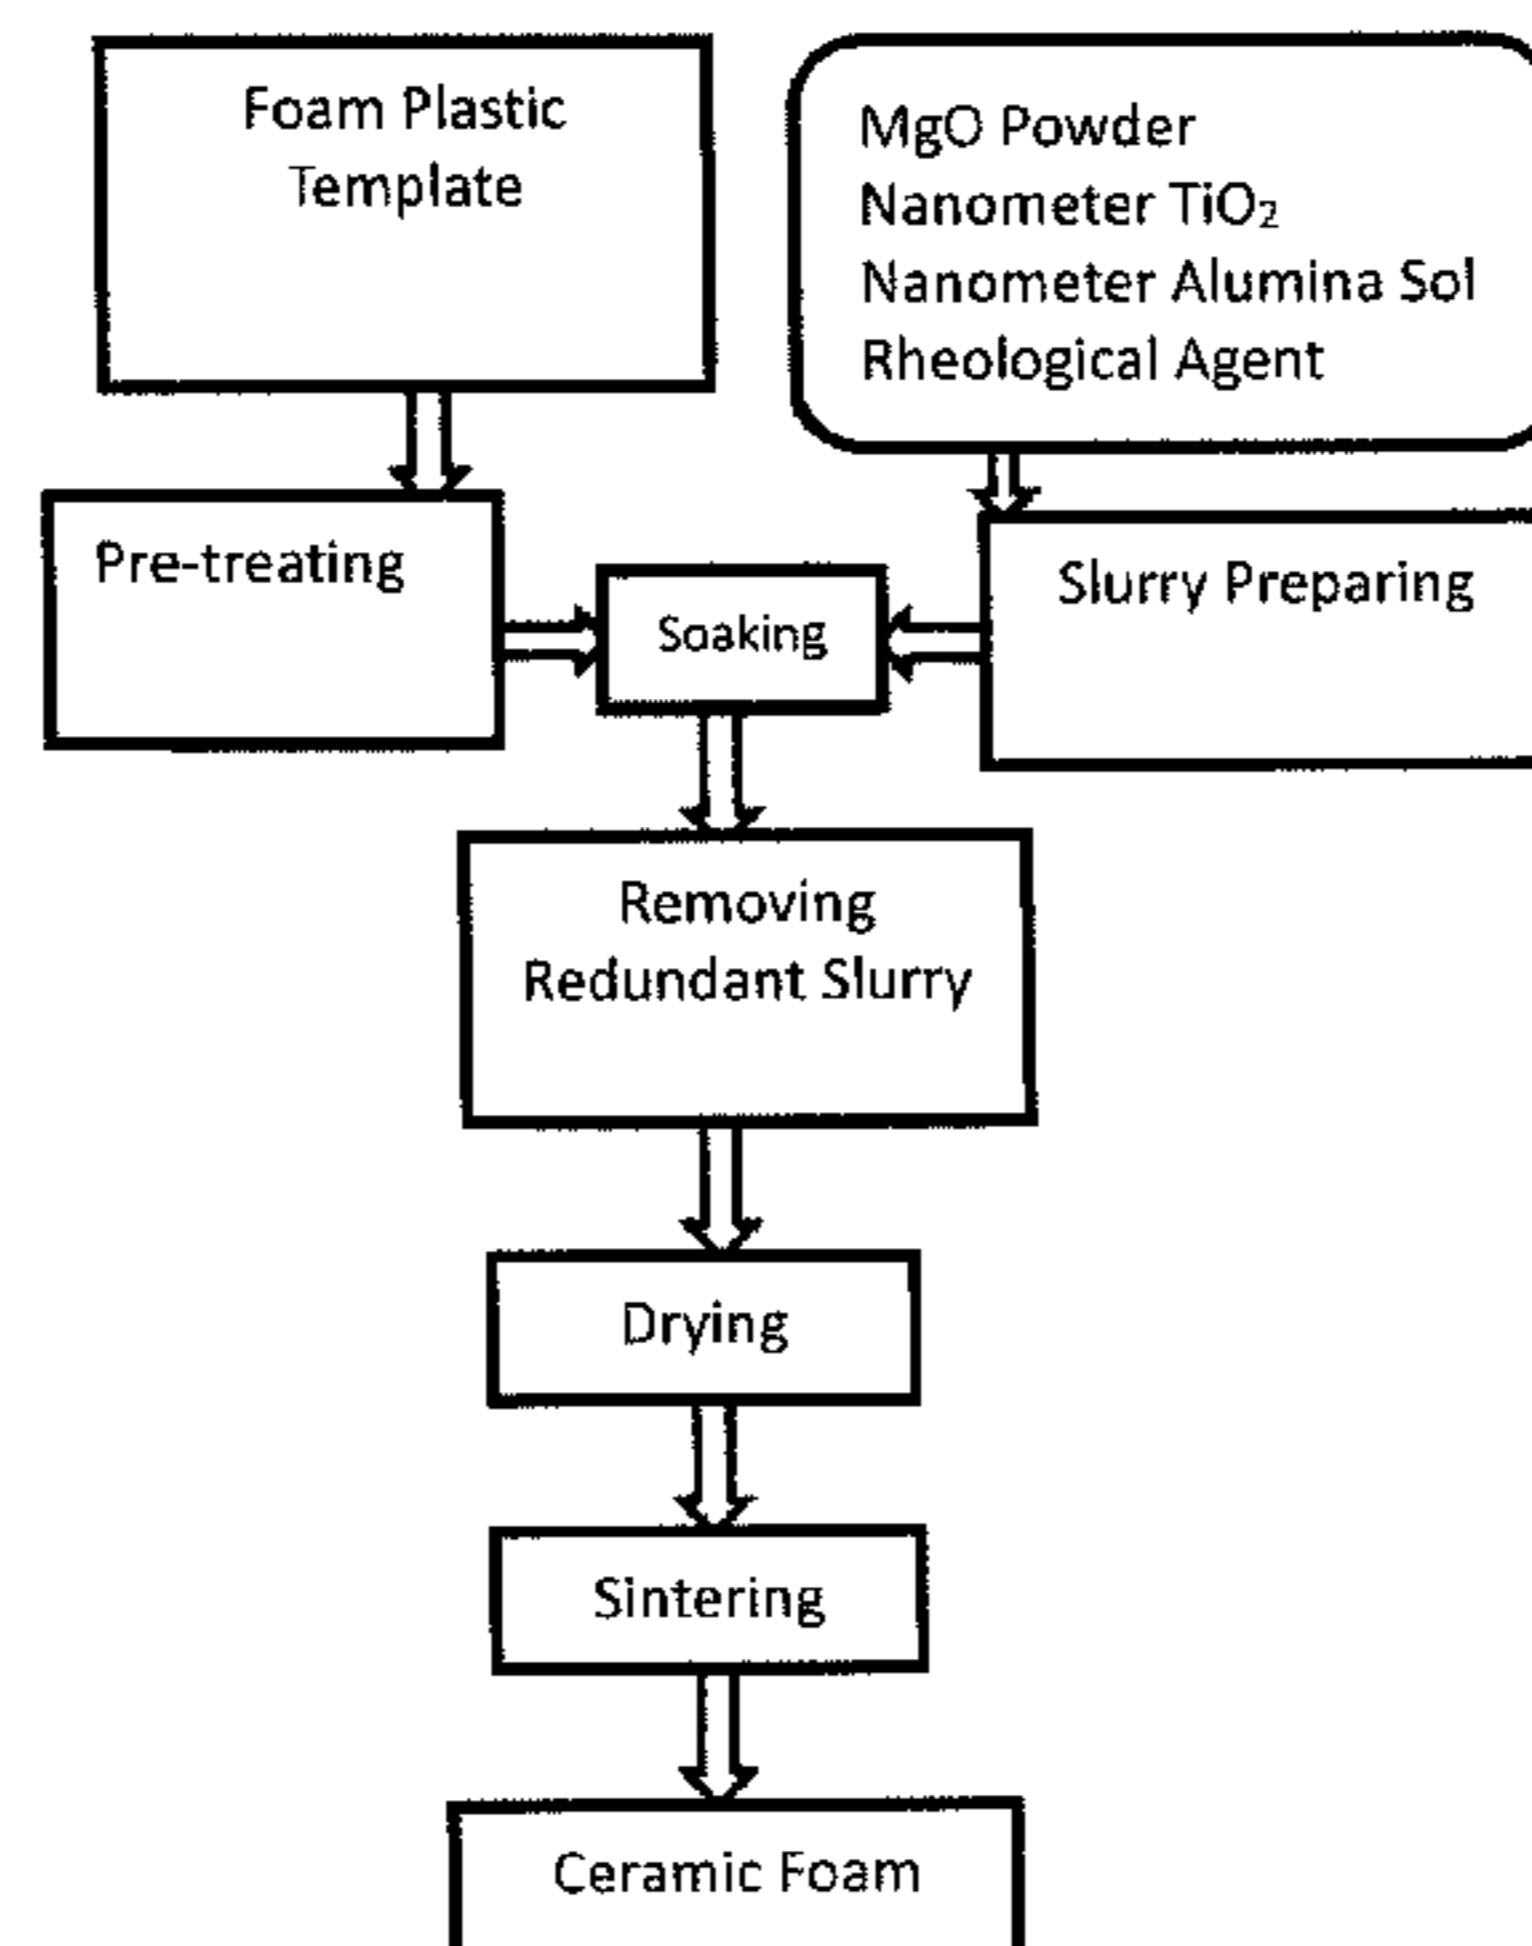 Foam Plastic
Template
MgO Powder
Nanometer TiO₂
Nanometer Alumina Sol
Rheological Agent
Pre-treating
Soaking
Slurry Preparing
Removing
Redundant Slurry
Drying
Sintering
Ceramic Foam